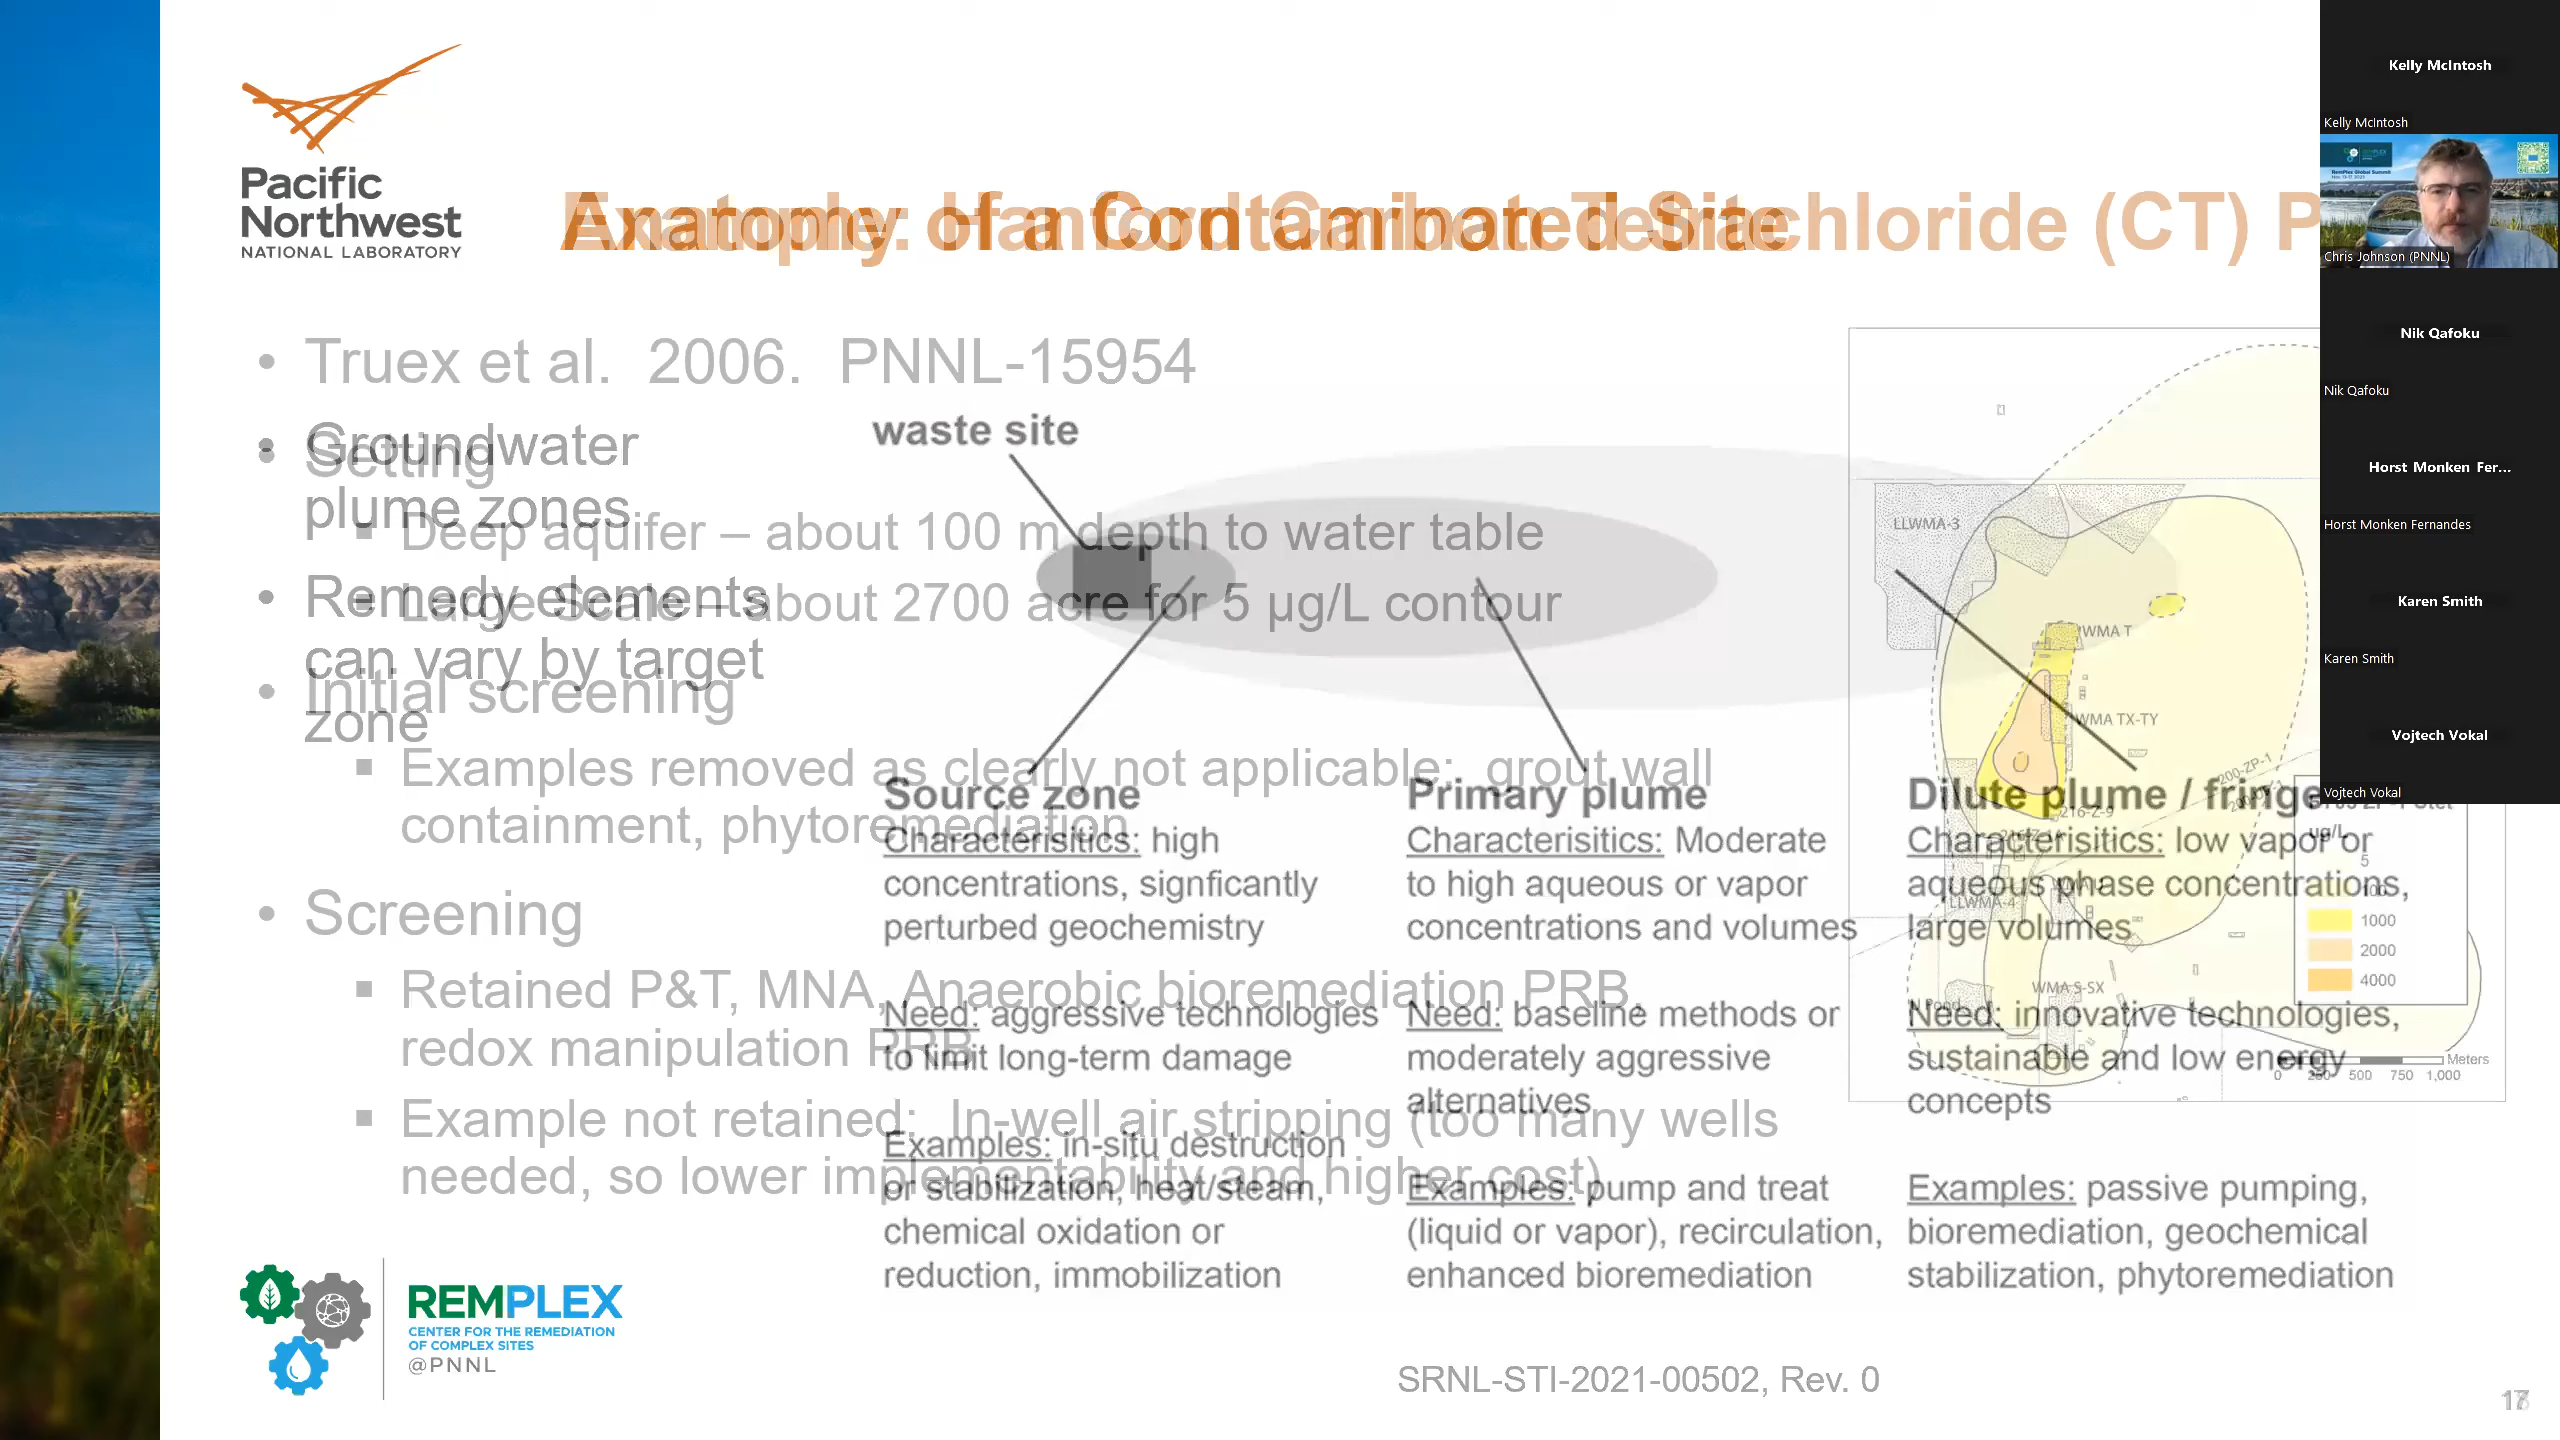 Pacific
Northwest
NATIONAL LABORATORY
Anatomy of a Contaminated Site
Example: Hanford Carbon Tetrachloride (CT) P
• Truex et al. 2006. PNNL-15954
• Setting
▪ Deep aquifer – about 100 m depth to water table
▪ Large Scale – about 2700 acre for 5 µg/L contour
• Initial screening
▪ Examples removed as clearly not applicable: grout wall
containment, phytoremediation
• Screening
▪ Retained P&T, MNA, Anaerobic bioremediation PRB,
redox manipulation PRB
▪ Example not retained: In-well air stripping (too many wells
needed, so lower implementability and higher cost)
• Groundwater
plume zones
• Remedy elements
can vary by target
zone
waste site
Source zone
Characterisitics: high
concentrations, signficantly
perturbed geochemistry
Need: aggressive technologies
to limit long-term damage
Examples: in-situ destruction
or stabilization, heat/steam,
chemical oxidation or
reduction, immobilization
Primary plume
Characterisitics: Moderate
to high aqueous or vapor
concentrations and volumes
Need: baseline methods or
moderately aggressive
alternatives
Examples: pump and treat
(liquid or vapor), recirculation,
enhanced bioremediation
Dilute plume / fringe
Characterisitics: low vapor or
aqueous phase concentrations,
large volumes
Need: innovative technologies,
sustainable and low energy
concepts
Examples: passive pumping,
bioremediation, geochemical
stabilization, phytoremediation
LLWMA-3
WMA T
WMA TX-TY
200-ZP-1
216-Z-9
LLWMA-4
WMA S-SX
µg/L
5
100
1000
2000
4000
Meters
0 250 500 750 1,000
REMPLEX
CENTER FOR THE REMEDIATION
OF COMPLEX SITES
@PNNL
SRNL-STI-2021-00502, Rev. 0
17
Kelly McIntosh
Kelly McIntosh
Chris Johnson (PNNL)
Nik Qafoku
Nik Qafoku
Horst Monken Fer...
Horst Monken Fernandes
Karen Smith
Karen Smith
Vojtech Vokal
Vojtech Vokal